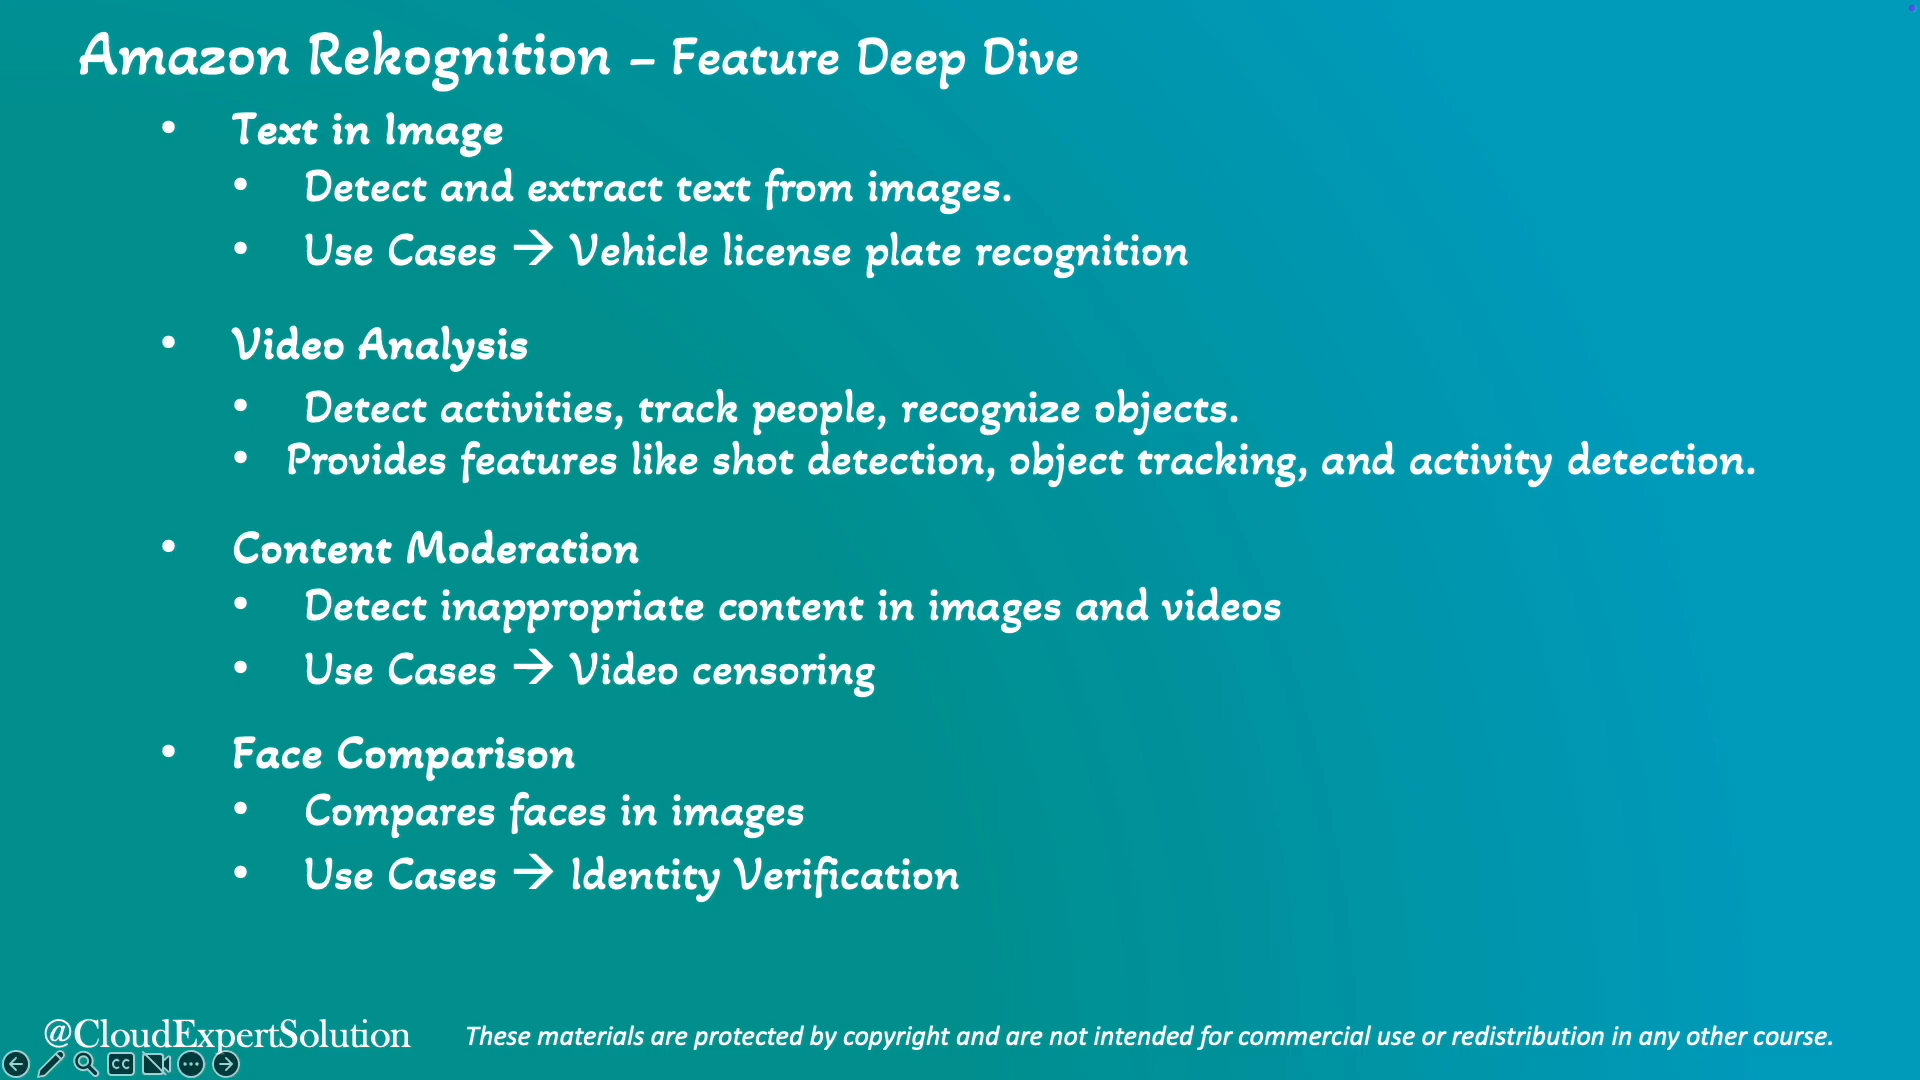 Amazon Rekognition – Feature Deep Dive
• Text in Image
• Detect and extract text from images.
• Use Cases → Vehicle license plate recognition
• Video Analysis
• Detect activities, track people, recognize objects.
• Provides features like shot detection, object tracking, and activity detection.
• Content Moderation
• Detect inappropriate content in images and videos
• Use Cases → Video censoring
• Face Comparison
• Compares faces in images
• Use Cases → Identity Verification
@CloudExpertSolution These materials are protected by copyright and are not intended for commercial use or redistribution in any other course.
CC